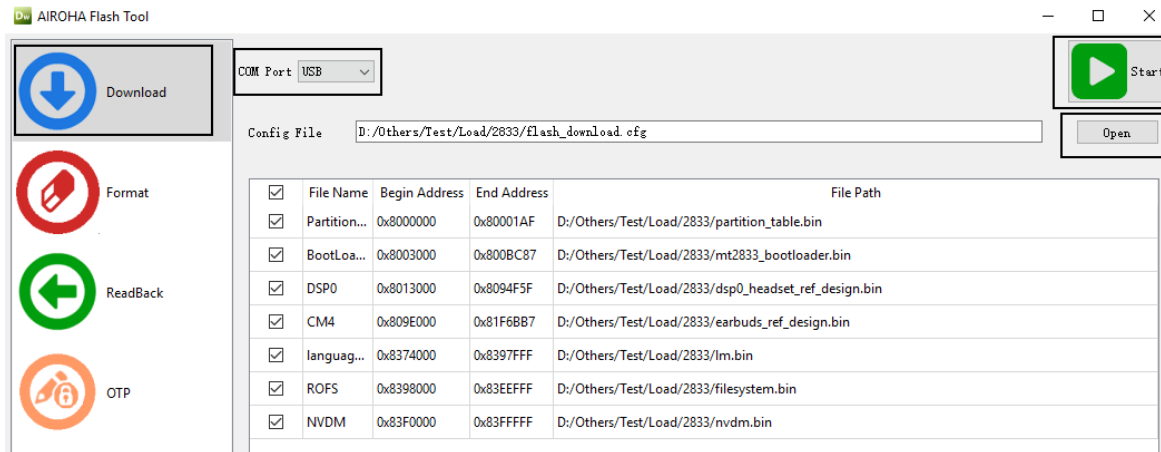 Dw AIROHA Flash Tool
Download
COM Port USB
Start
Config File D:/Others/Test/Load/2833/flash_download.cfg
Open
Format
ReadBack
OTP
File Name Begin Address End Address File Path
Partition... 0x8000000 0x80001AF D:/Others/Test/Load/2833/partition_table.bin
BootLoa... 0x8003000 0x800BC87 D:/Others/Test/Load/2833/mt2833_bootloader.bin
DSP0 0x8013000 0x8094F5F D:/Others/Test/Load/2833/dsp0_headset_ref_design.bin
CM4 0x809E000 0x81F6BB7 D:/Others/Test/Load/2833/earbuds_ref_design.bin
languag... 0x8374000 0x8397FFF D:/Others/Test/Load/2833/lm.bin
ROFS 0x8398000 0x83EEFFF D:/Others/Test/Load/2833/filesystem.bin
NVDM 0x83F0000 0x83FFFFF D:/Others/Test/Load/2833/nvdm.bin